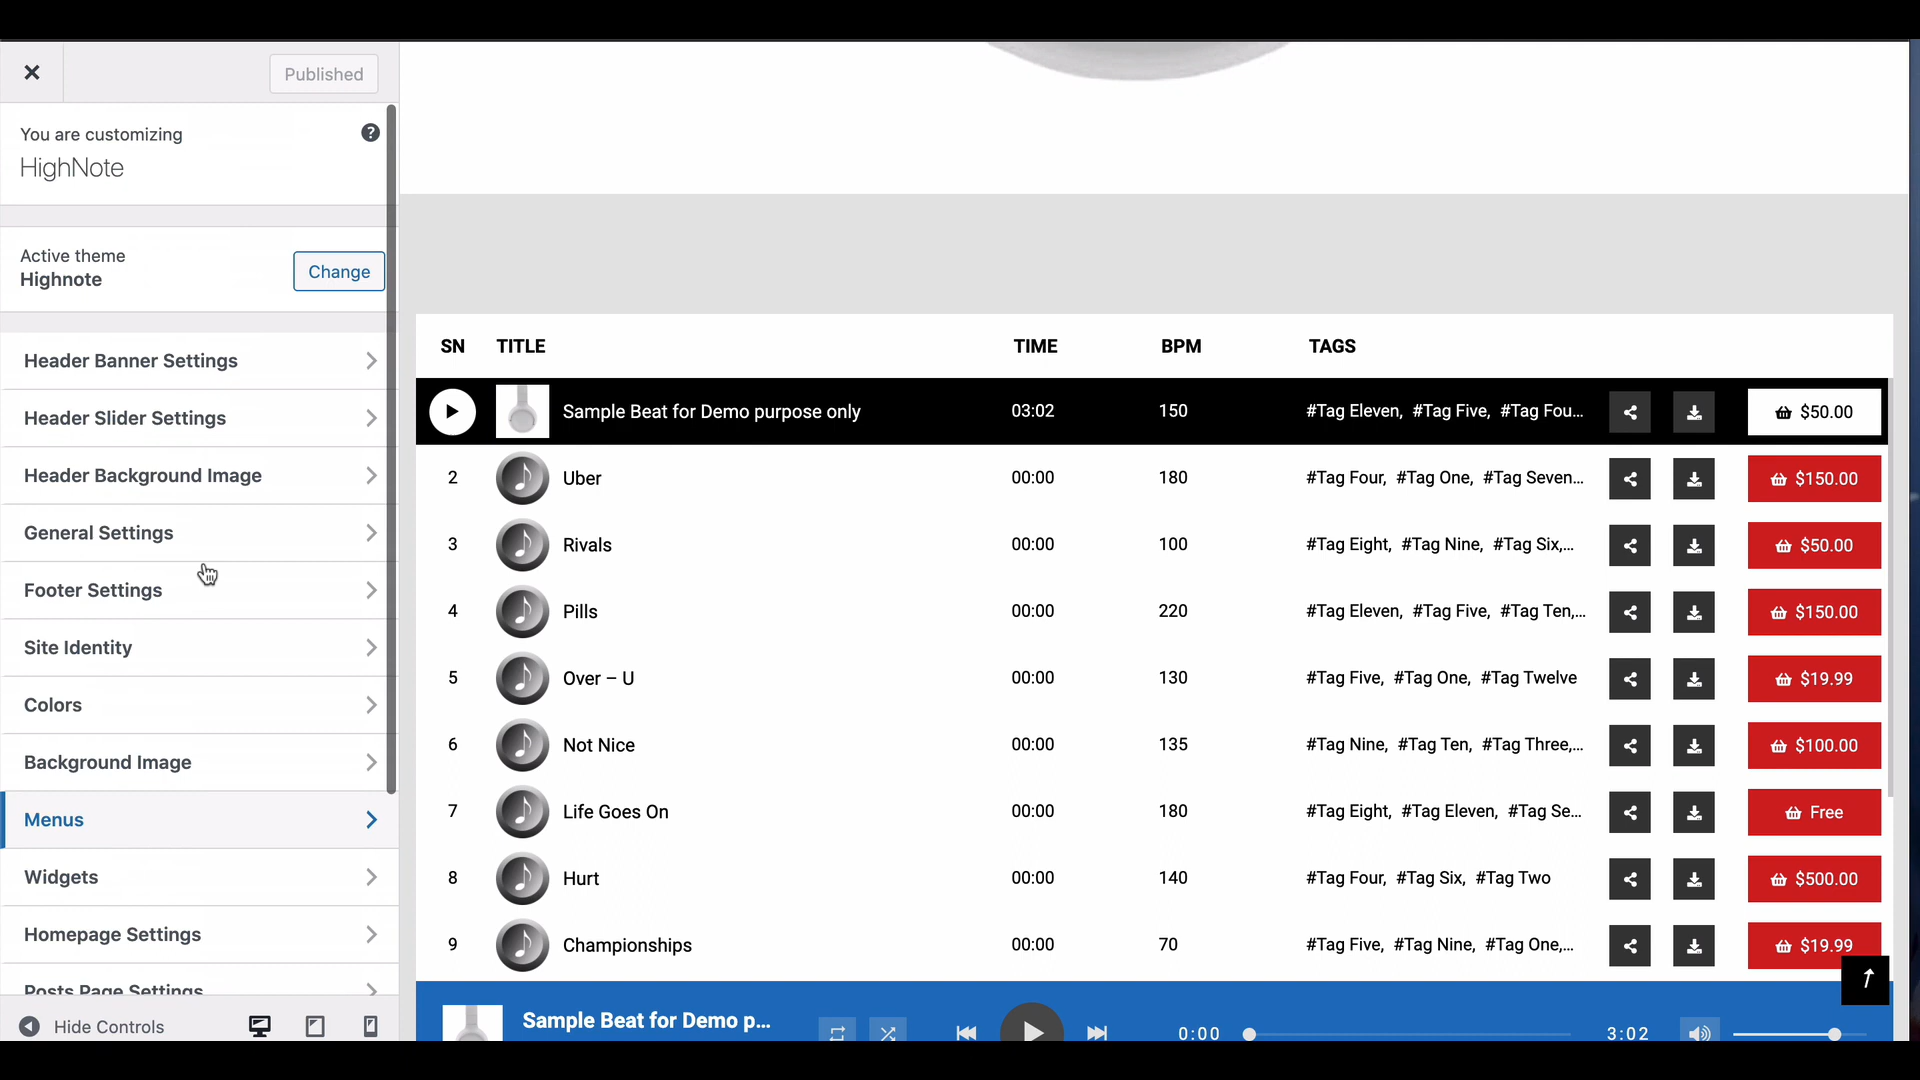 Published
You are customizing
HighNote
Active theme
Highnote
Change
Header Banner Settings
Header Slider Settings
Header Background Image
General Settings
Footer Settings
Site Identity
Colors
Background Image
Menus
Widgets
Homepage Settings
Posts Page Settings
Hide Controls
SN TITLE TIME BPM TAGS
Sample Beat for Demo purpose only 03:02 150 #Tag Eleven, #Tag Five, #Tag Fou... $50.00
2 Uber 00:00 180 #Tag Four, #Tag One, #Tag Seven... $150.00
3 Rivals 00:00 100 #Tag Eight, #Tag Nine, #Tag Six,... $50.00
4 Pills 00:00 220 #Tag Eleven, #Tag Five, #Tag Ten,... $150.00
5 Over – U 00:00 130 #Tag Five, #Tag One, #Tag Twelve $19.99
6 Not Nice 00:00 135 #Tag Nine, #Tag Ten, #Tag Three,... $100.00
7 Life Goes On 00:00 180 #Tag Eight, #Tag Eleven, #Tag Se... Free
8 Hurt 00:00 140 #Tag Four, #Tag Six, #Tag Two $500.00
9 Championships 00:00 70 #Tag Five, #Tag Nine, #Tag One,... $19.99
Sample Beat for Demo p... 0:00 3:02